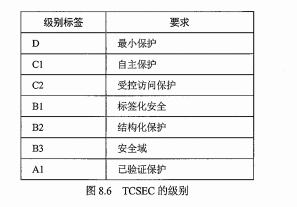 级别标签 要求
D 最小保护
C1 自主保护
C2 受控访问保护
B1 标签化安全
B2 结构化保护
B3 安全域
A1 已验证保护
图 8.6 TCSEC 的级别